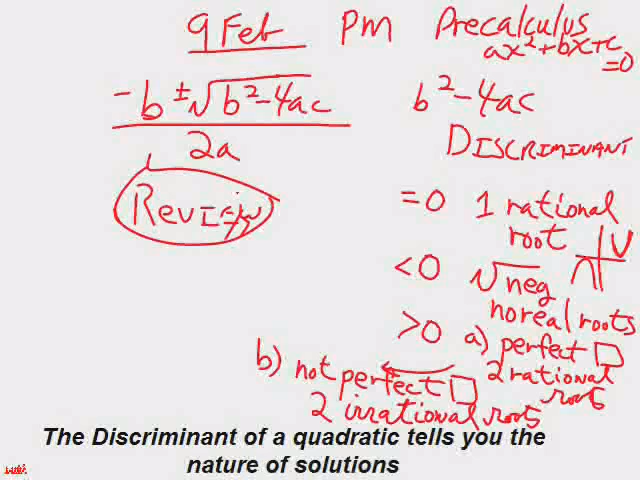 9 Feb PM Precalculus
ax² + bx + c = 0
-b ± √b² - 4ac
2a
b² - 4ac
DISCRIMINANT
Review
= 0 1 rational root
< 0 √neg
no real roots
> 0 a) perfect □
2 rational roots
b) not perfect □
2 irrational roots
The Discriminant of a quadratic tells you the
nature of solutions